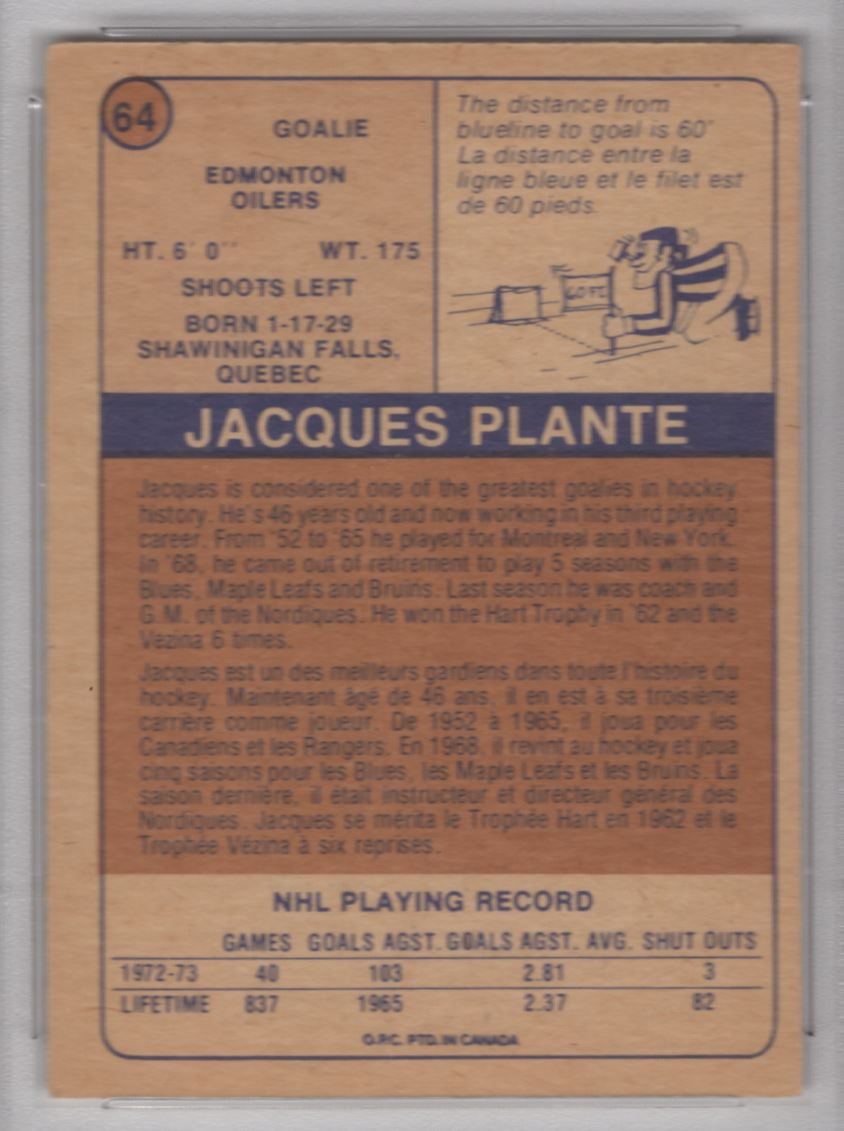 64
GOALIE
EDMONTON
OILERS
HT. 6' 0"
WT. 175
SHOOTS LEFT
BORN 1-17-29
SHAWINIGAN FALLS,
QUEBEC
The distance from
blueline to goal is 60'
La distance entre la
ligne bleue et le filet est
de 60 pieds.
60 FT.
JACQUES PLANTE
Jacques is considered one of the greatest goalies in hockey
history. He's 46 years old and now working in his third playing
career. From '52 to '65 he played for Montreal and New York.
In '68, he came out of retirement to play 5 seasons with the
Blues, Maple Leafs and Bruins. Last season he was coach and
G.M. of the Nordiques. He won the Hart Trophy in '62 and the
Vezina 6 times.
Jacques est un des meilleurs gardiens dans toute l'histoire du
hockey. Maintenant âgé de 46 ans, il en est à sa troisième
carrière comme joueur. De 1952 à 1965, il joua pour les
Canadiens et les Rangers. En 1968, il revint au hockey et joua
cinq saisons pour les Blues, les Maple Leafs et les Bruins. La
saison dernière, il était instructeur et directeur général des
Nordiques. Jacques se mérita le Trophée Hart en 1962 et le
Trophée Vézina à six reprises.
NHL PLAYING RECORD
GAMES GOALS AGST. GOALS AGST. AVG. SHUT OUTS
1972-73 40 103 2.81 3
LIFETIME 837 1965 2.37 82
O.P.C. PTD. IN CANADA